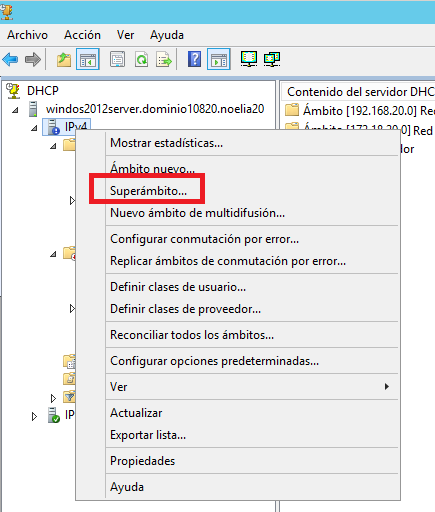 Archivo Acción Ver Ayuda
DHCP
windos2012server.dominio10820.noelia20
IPv4
Contenido del servidor DHC
Ámbito [192.168.20.0] Red
Ámbito [172.18.20.0] Red
Mostrar estadísticas...
Ámbito nuevo...
Superámbito...
Nuevo ámbito de multidifusión...
Configurar conmutación por error...
Replicar ámbitos de conmutación por error...
Definir clases de usuario...
Definir clases de proveedor...
Reconciliar todos los ámbitos...
Configurar opciones predeterminadas...
Ver
Actualizar
Exportar lista...
Propiedades
Ayuda
IP